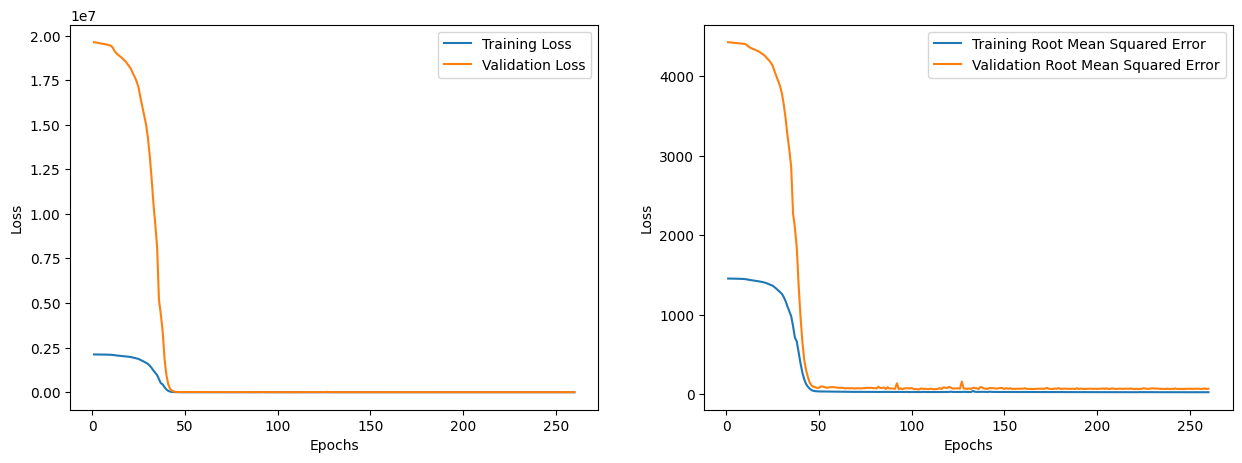 1e7
Training Loss
Validation Loss
2.00
1.75
1.50
1.25
1.00
0.75
0.50
0.25
0.00
Loss
0
50
100
150
200
250
Epochs
Training Root Mean Squared Error
Validation Root Mean Squared Error
4000
3000
2000
1000
0
Loss
0
50
100
150
200
250
Epochs